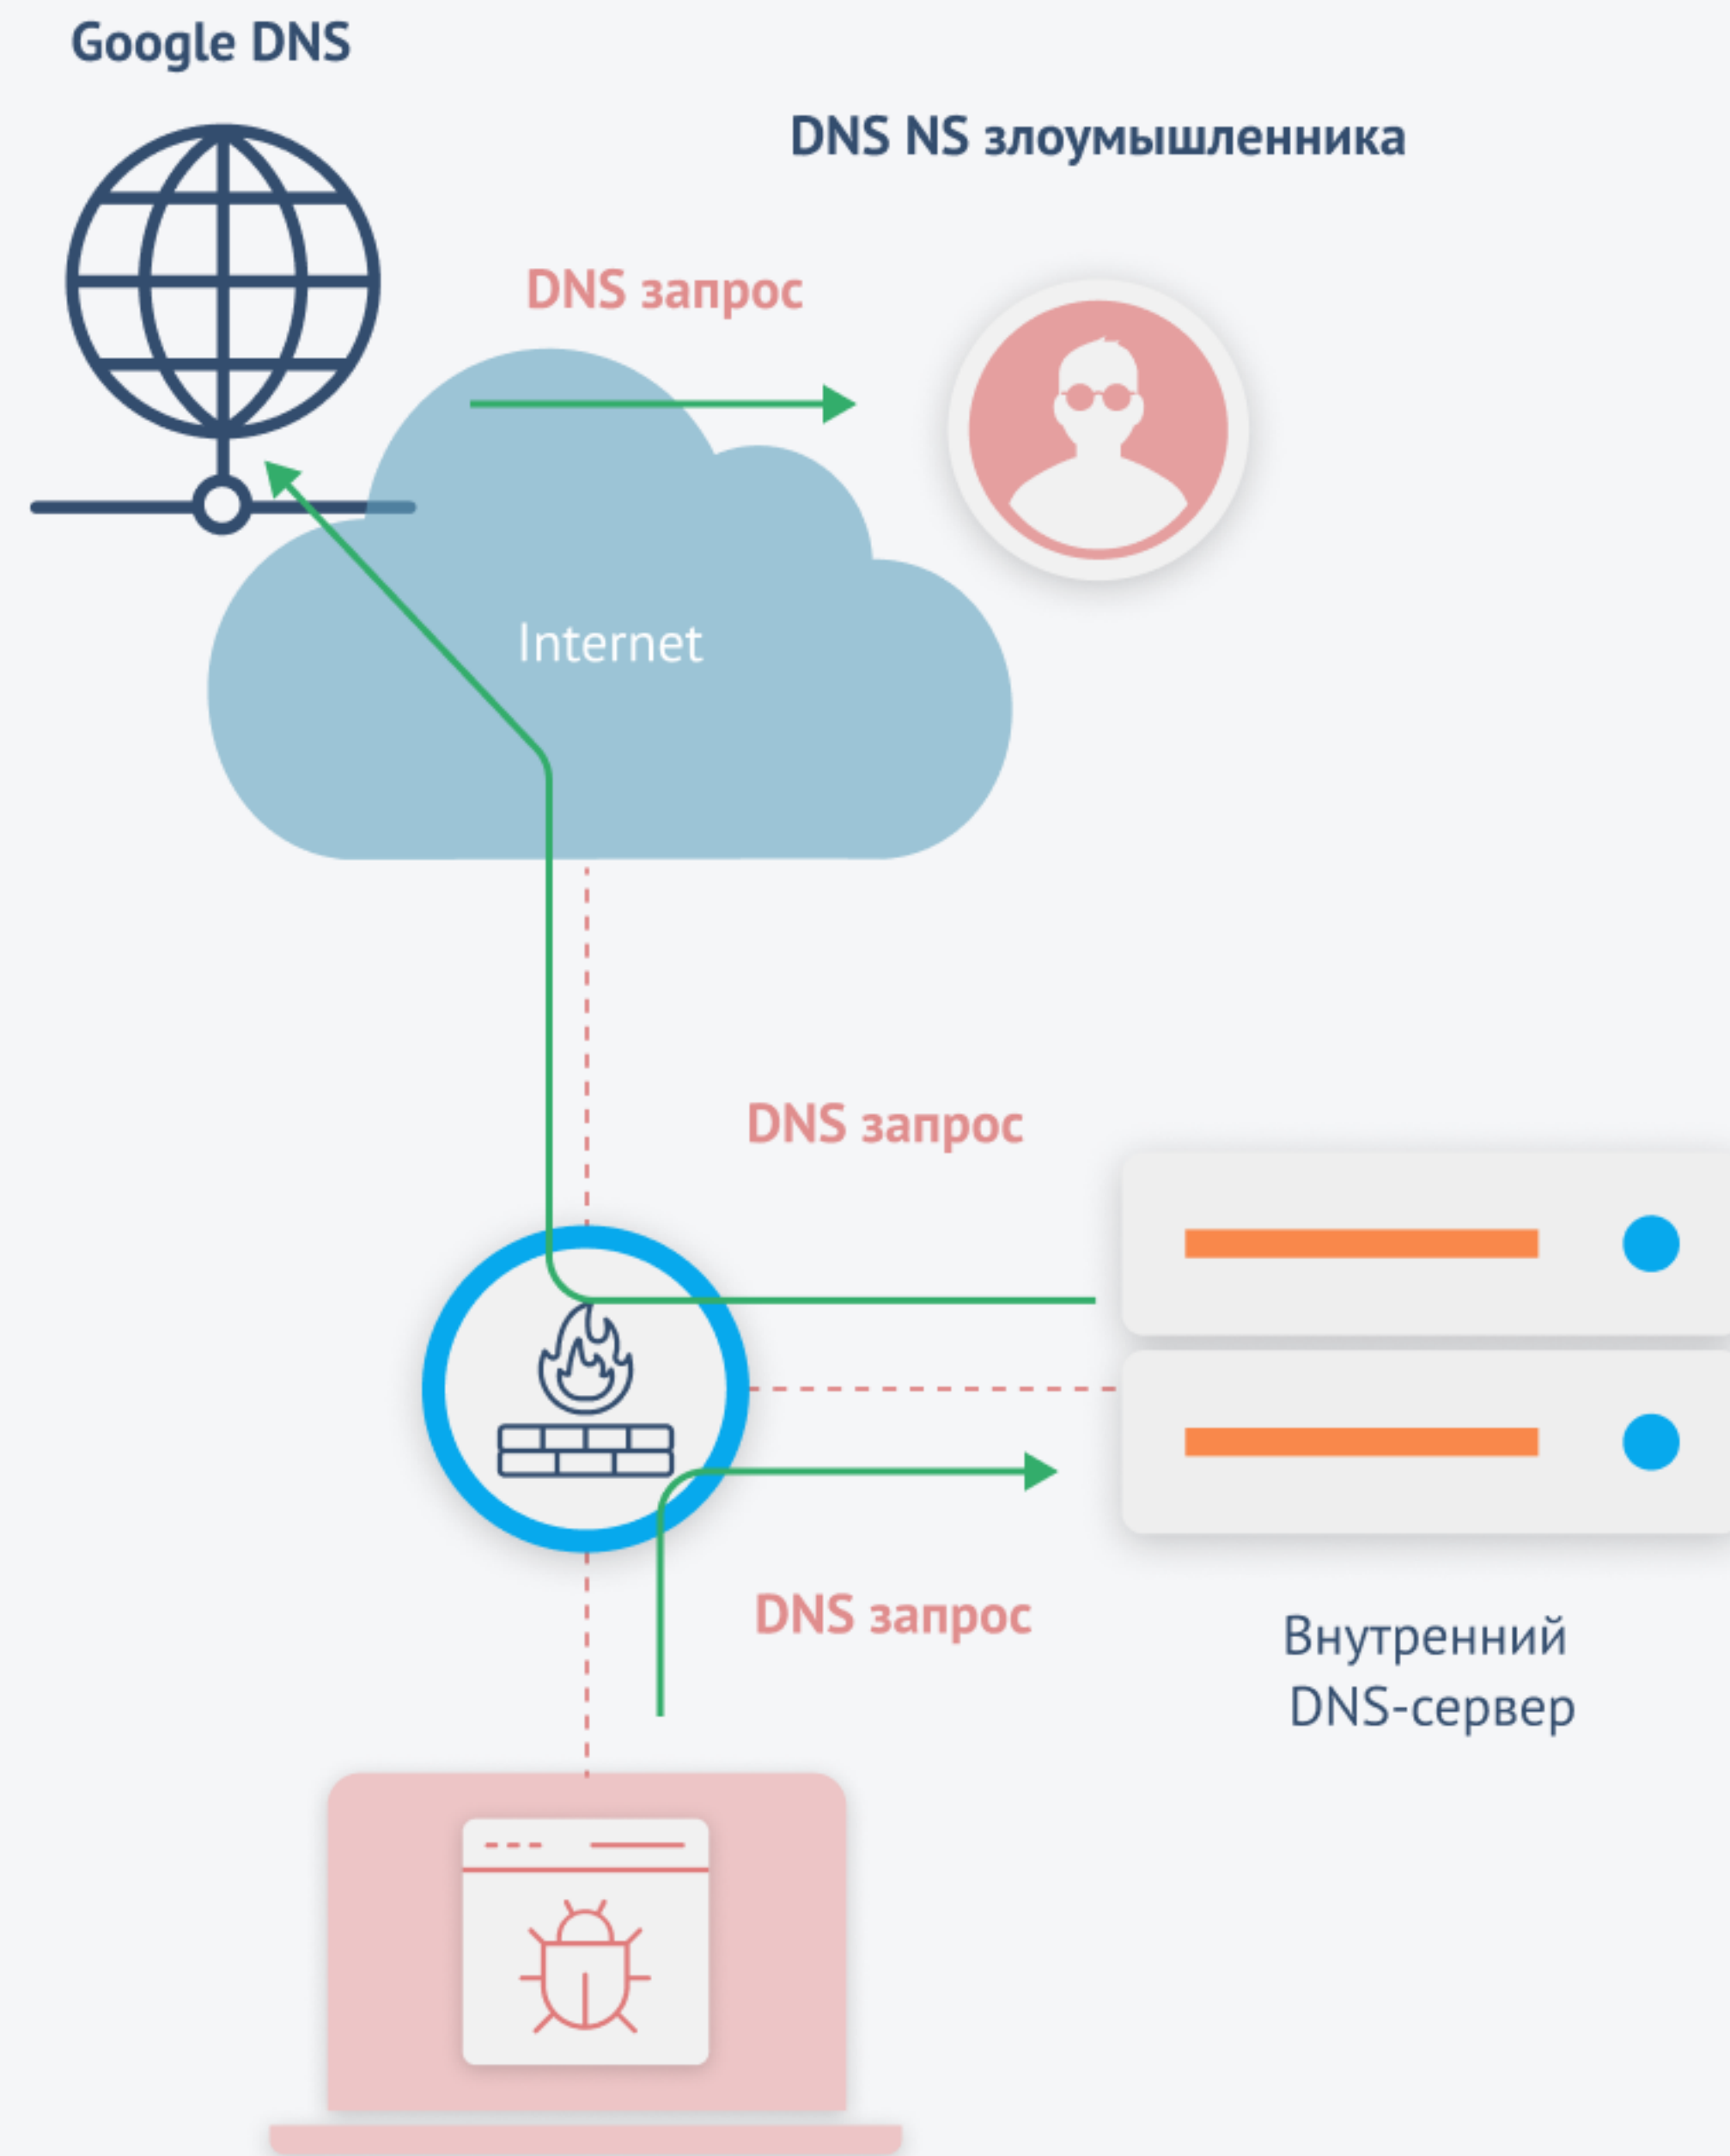 Google DNS
DNS NS злоумышленника
DNS запрос
Internet
DNS запрос
DNS запрос
Внутренний
DNS-сервер